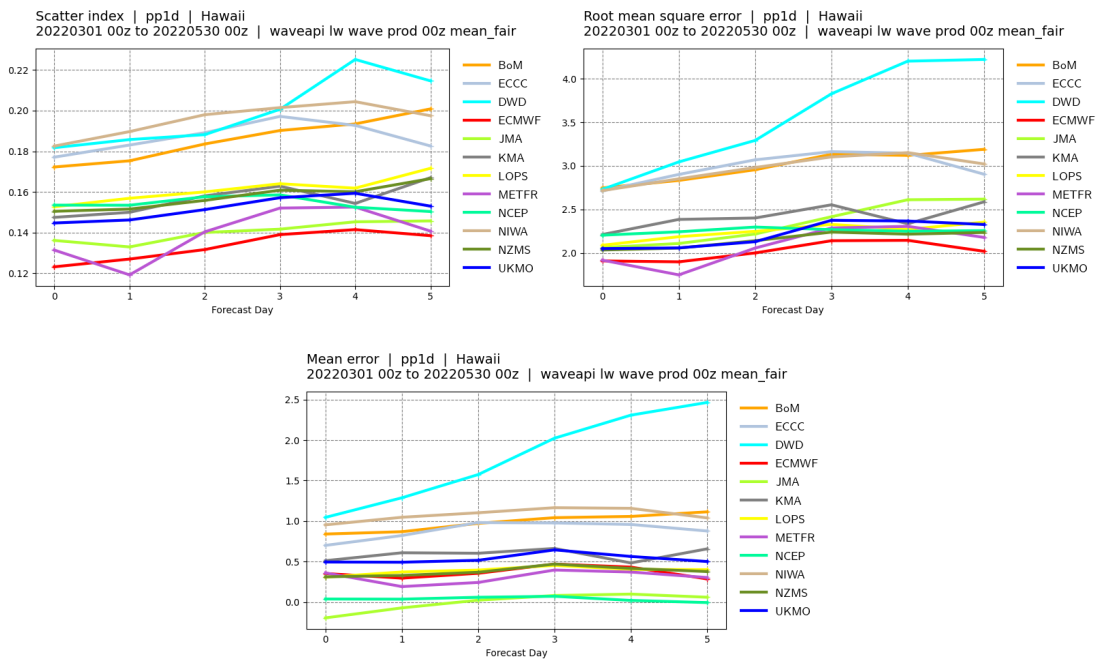 Scatter index | pp1d | Hawaii
20220301 00z to 20220530 00z | waveapi lw wave prod 00z mean_fair
0.22
0.20
0.18
0.16
0.14
0.12
0 1 2 3 4 5
Forecast Day
BoM
ECCC
DWD
ECMWF
JMA
KMA
LOPS
METFR
NCEP
NIWA
NZMS
UKMO
Root mean square error | pp1d | Hawaii
20220301 00z to 20220530 00z | waveapi lw wave prod 00z mean_fair
4.0
3.5
3.0
2.5
2.0
0 1 2 3 4 5
Forecast Day
BoM
ECCC
DWD
ECMWF
JMA
KMA
LOPS
METFR
NCEP
NIWA
NZMS
UKMO
Mean error | pp1d | Hawaii
20220301 00z to 20220530 00z | waveapi lw wave prod 00z mean_fair
2.5
2.0
1.5
1.0
0.5
0.0
0 1 2 3 4 5
Forecast Day
BoM
ECCC
DWD
ECMWF
JMA
KMA
LOPS
METFR
NCEP
NIWA
NZMS
UKMO